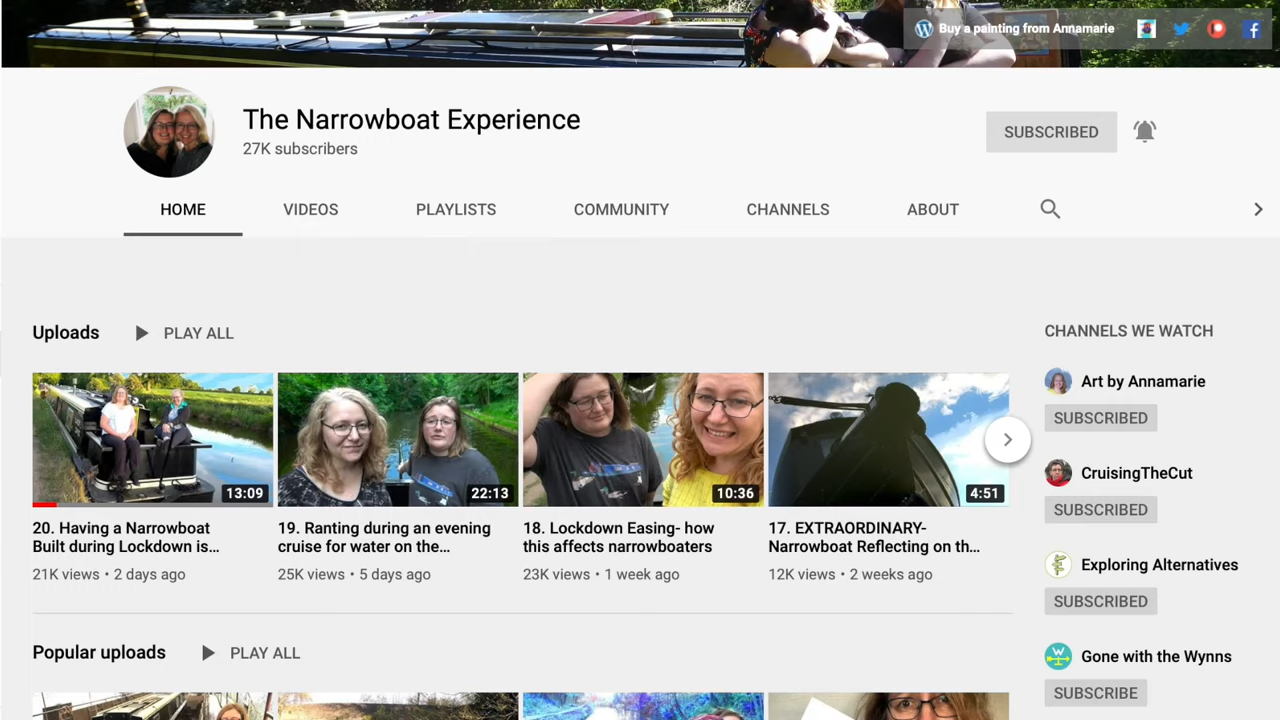 Buy a painting from Annamarie
The Narrowboat Experience
27K subscribers
SUBSCRIBED
HOME
VIDEOS
PLAYLISTS
COMMUNITY
CHANNELS
ABOUT
Uploads
PLAY ALL
13:09
22:13
10:36
4:51
20. Having a Narrowboat
Built during Lockdown is...
21K views • 2 days ago
19. Ranting during an evening
cruise for water on the...
25K views • 5 days ago
18. Lockdown Easing- how
this affects narrowboaters
23K views • 1 week ago
17. EXTRAORDINARY-
Narrowboat Reflecting on th...
12K views • 2 weeks ago
Popular uploads
PLAY ALL
CHANNELS WE WATCH
Art by Annamarie
SUBSCRIBED
CruisingTheCut
SUBSCRIBED
Exploring Alternatives
SUBSCRIBED
Gone with the Wynns
SUBSCRIBE